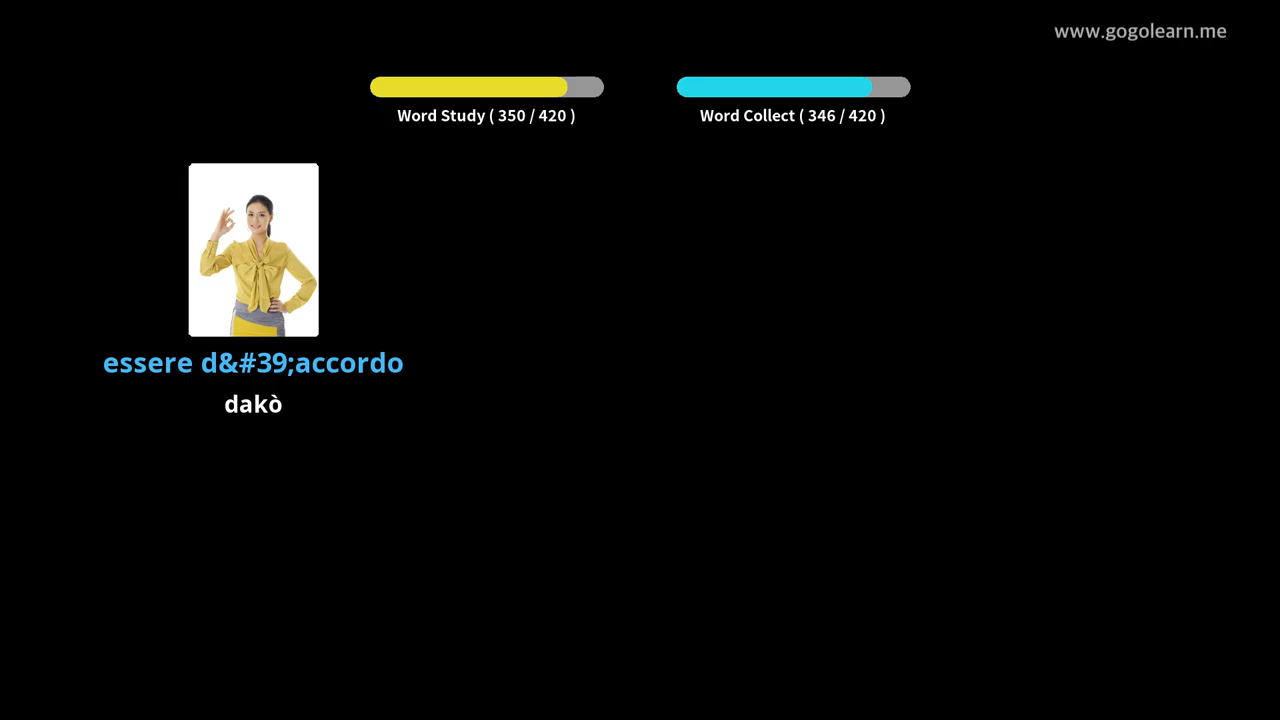 www.gogolearn.me
Word Study ( 350 / 420 )
Word Collect ( 346 / 420 )
essere d&#39;accordo
dakò